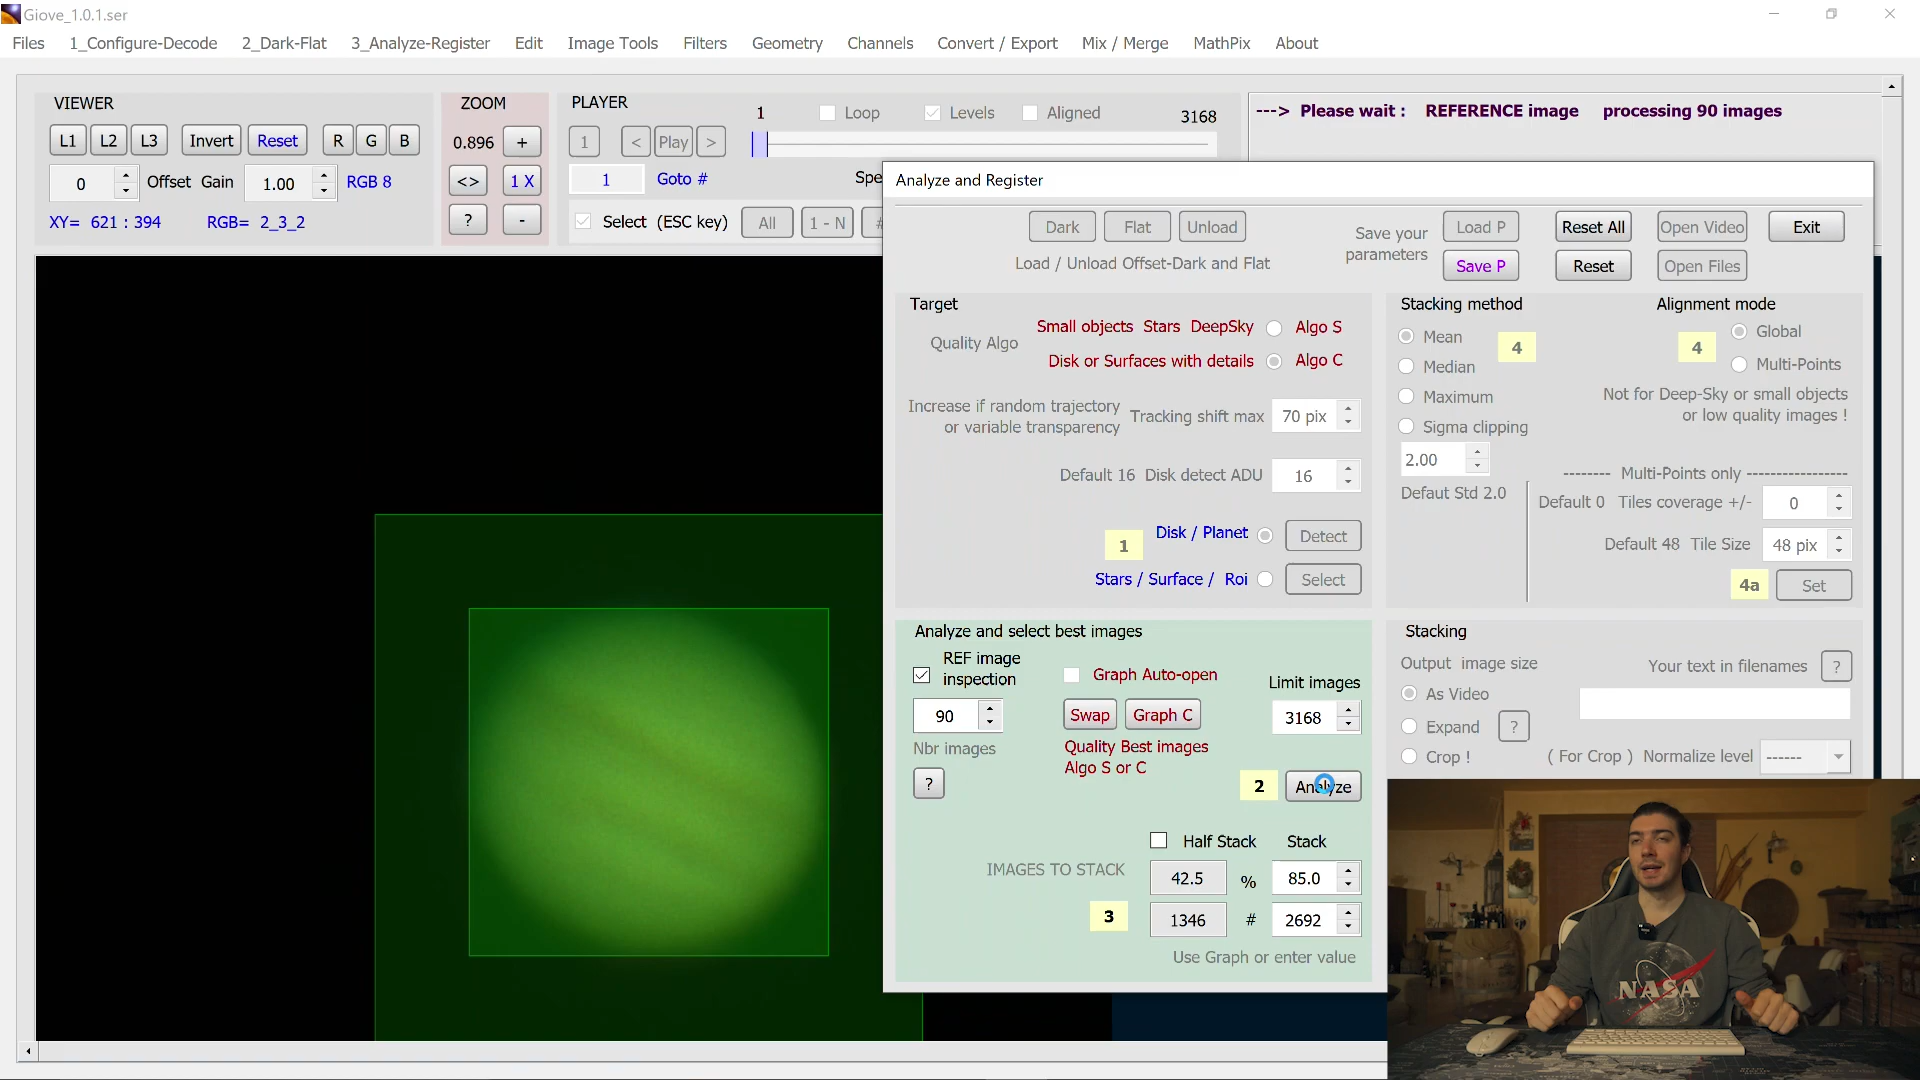 Giove_1.0.1.ser
Files 1_Configure-Decode 2_Dark-Flat 3_Analyze-Register Edit Image Tools Filters Geometry Channels Convert / Export Mix / Merge MathPix About
VIEWER
L1 L2 L3 Invert Reset R G B
0 Offset Gain 1.00 RGB 8
XY= 621 : 394 RGB= 2_3_2
ZOOM
0.896 +
<> 1 X
? -
PLAYER 1 Loop Levels Aligned 3168
1 < Play >
1 Goto # Spe
Select (ESC key) All 1 - N #
---> Please wait : REFERENCE image processing 90 images
Analyze and Register
Dark Flat Unload
Load / Unload Offset-Dark and Flat
Save your
parameters
Load P Reset All Open Video Exit
Save P Reset Open Files
Target
Quality Algo
Small objects Stars DeepSky Algo S
Disk or Surfaces with details Algo C
Increase if random trajectory
or variable transparency
Tracking shift max 70 pix
Default 16 Disk detect ADU 16
1
Disk / Planet Detect
Stars / Surface / Roi Select
Stacking method
Mean
4
Median
Maximum
Sigma clipping
2.00
Defaut Std 2.0
Alignment mode
4
Global
Multi-Points
Not for Deep-Sky or small objects
or low quality images !
-------- Multi-Points only -----------------
Default 0 Tiles coverage +/- 0
Default 48 Tile Size 48 pix
4a Set
Analyze and select best images
REF image
inspection
90
Nbr images
?
Graph Auto-open
Swap Graph C
Quality Best images
Algo S or C
Limit images
3168
2 Analyze
Half Stack Stack
IMAGES TO STACK
42.5 % 85.0
3 1346 # 2692
Use Graph or enter value
Stacking
Output image size
As Video
Expand ?
Crop !
Your text in filenames ?
( For Crop ) Normalize level ------
NASA